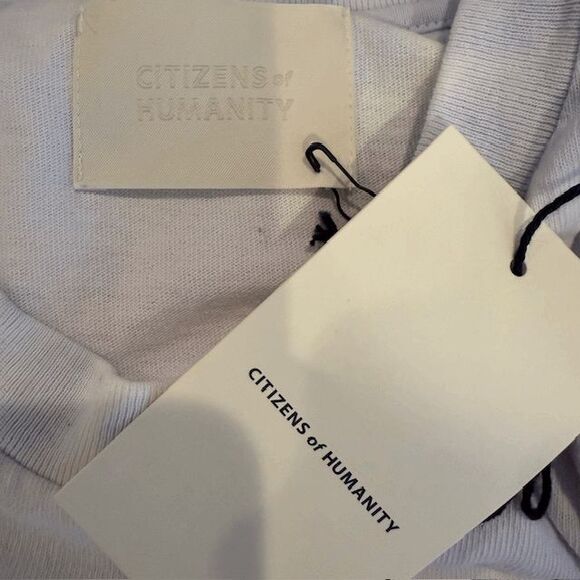 CITIZENS of
HUMANITY
CITIZENS of HUMANITY